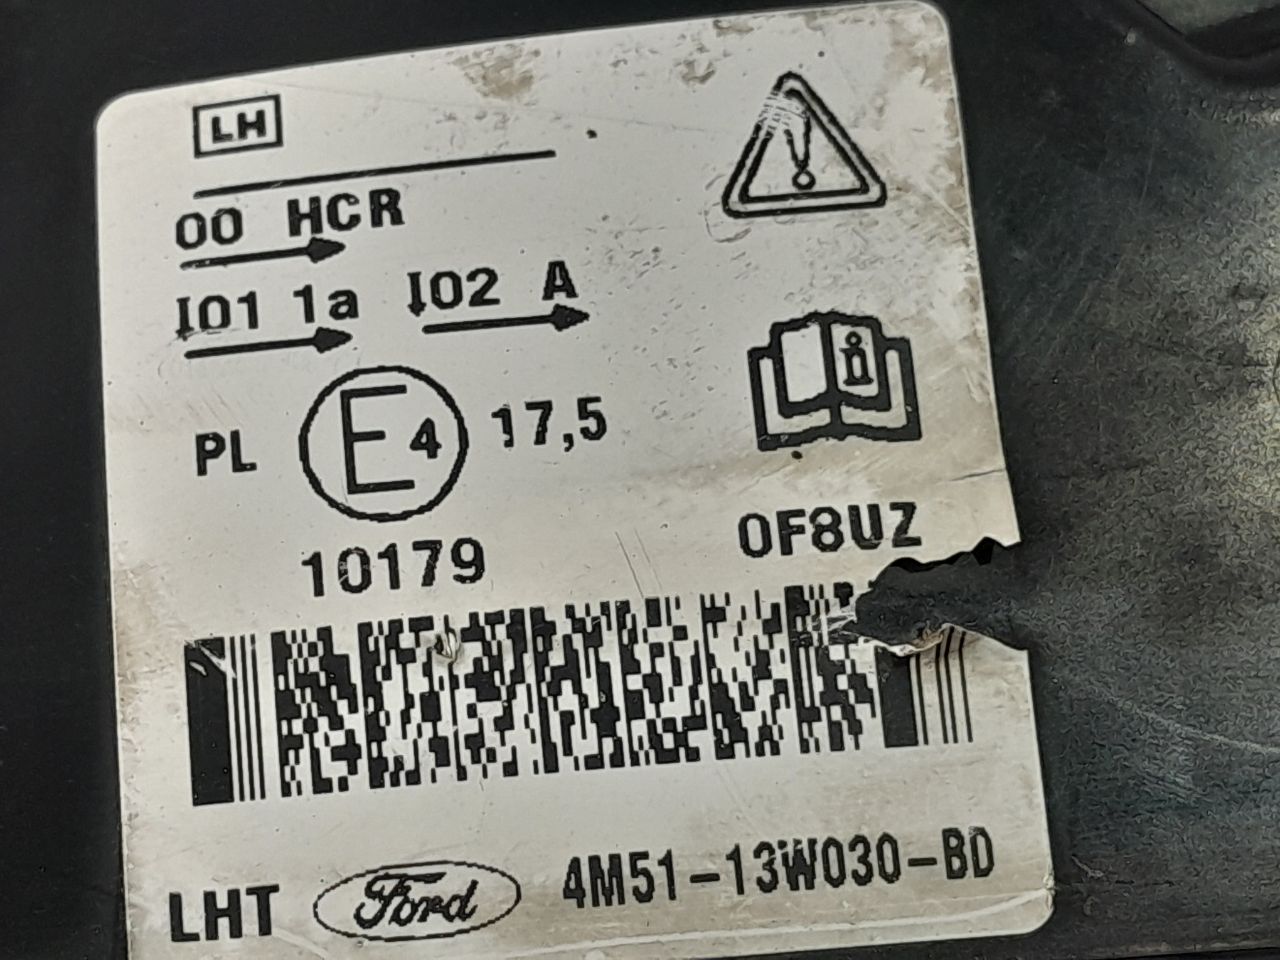 LH
00 HCR
I01 1a I02 A
PL E4 17,5
i
10179
0F8UZ
LHT Ford 4M51-13W030-BD